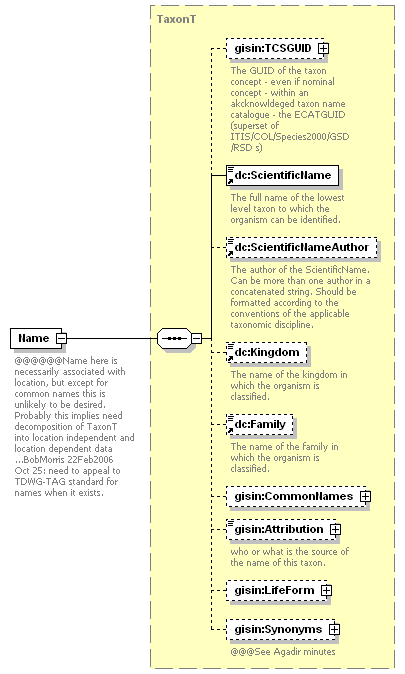 TaxonT
gisin:TCSGUID
The GUID of the taxon
concept - even if nominal
concept - within an
akcknowldeged taxon name
catalogue - the ECATGUID
(superset of
ITIS/COL/Species2000/GSD
/RSD s)
dc:ScientificName
The full name of the lowest
level taxon to which the
organism can be identified.
dc:ScientificNameAuthor
The author of the ScientificName.
Can be more than one author in a
concatenated string. Should be
formatted according to the
conventions of the applicable
taxonomic discipline.
Name
@@@@@@Name here is
necessarily associated with
location, but except for
common names this is
unlikely to be desired.
Probably this implies need
decomposition of TaxonT
into location independent and
location dependent data
...BobMorris 22Feb2006
Oct 25: need to appeal to
TDWG-TAG standard for
names when it exists.
dc:Kingdom
The name of the kingdom in
which the organism is
classified.
dc:Family
The name of the family in
which the organism is
classified.
gisin:CommonNames
gisin:Attribution
who or what is the source of
the name of this taxon.
gisin:LifeForm
gisin:Synonyms
@@@See Agadir minutes